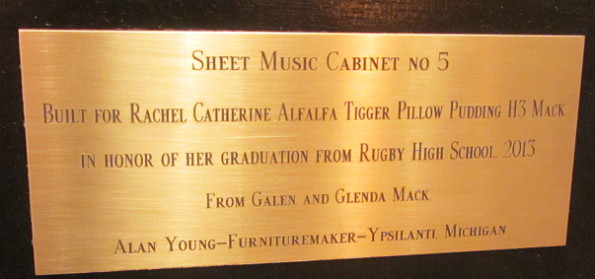 Sheet Music Cabinet no 5
Built for Rachel Catherine Alfalfa Tigger Pillow Pudding H3 Mack
in honor of her graduation from Rugby High School, 2013
From Galen and Glenda Mack
Alan Young-Furnituremaker-Ypsilanti, Michigan